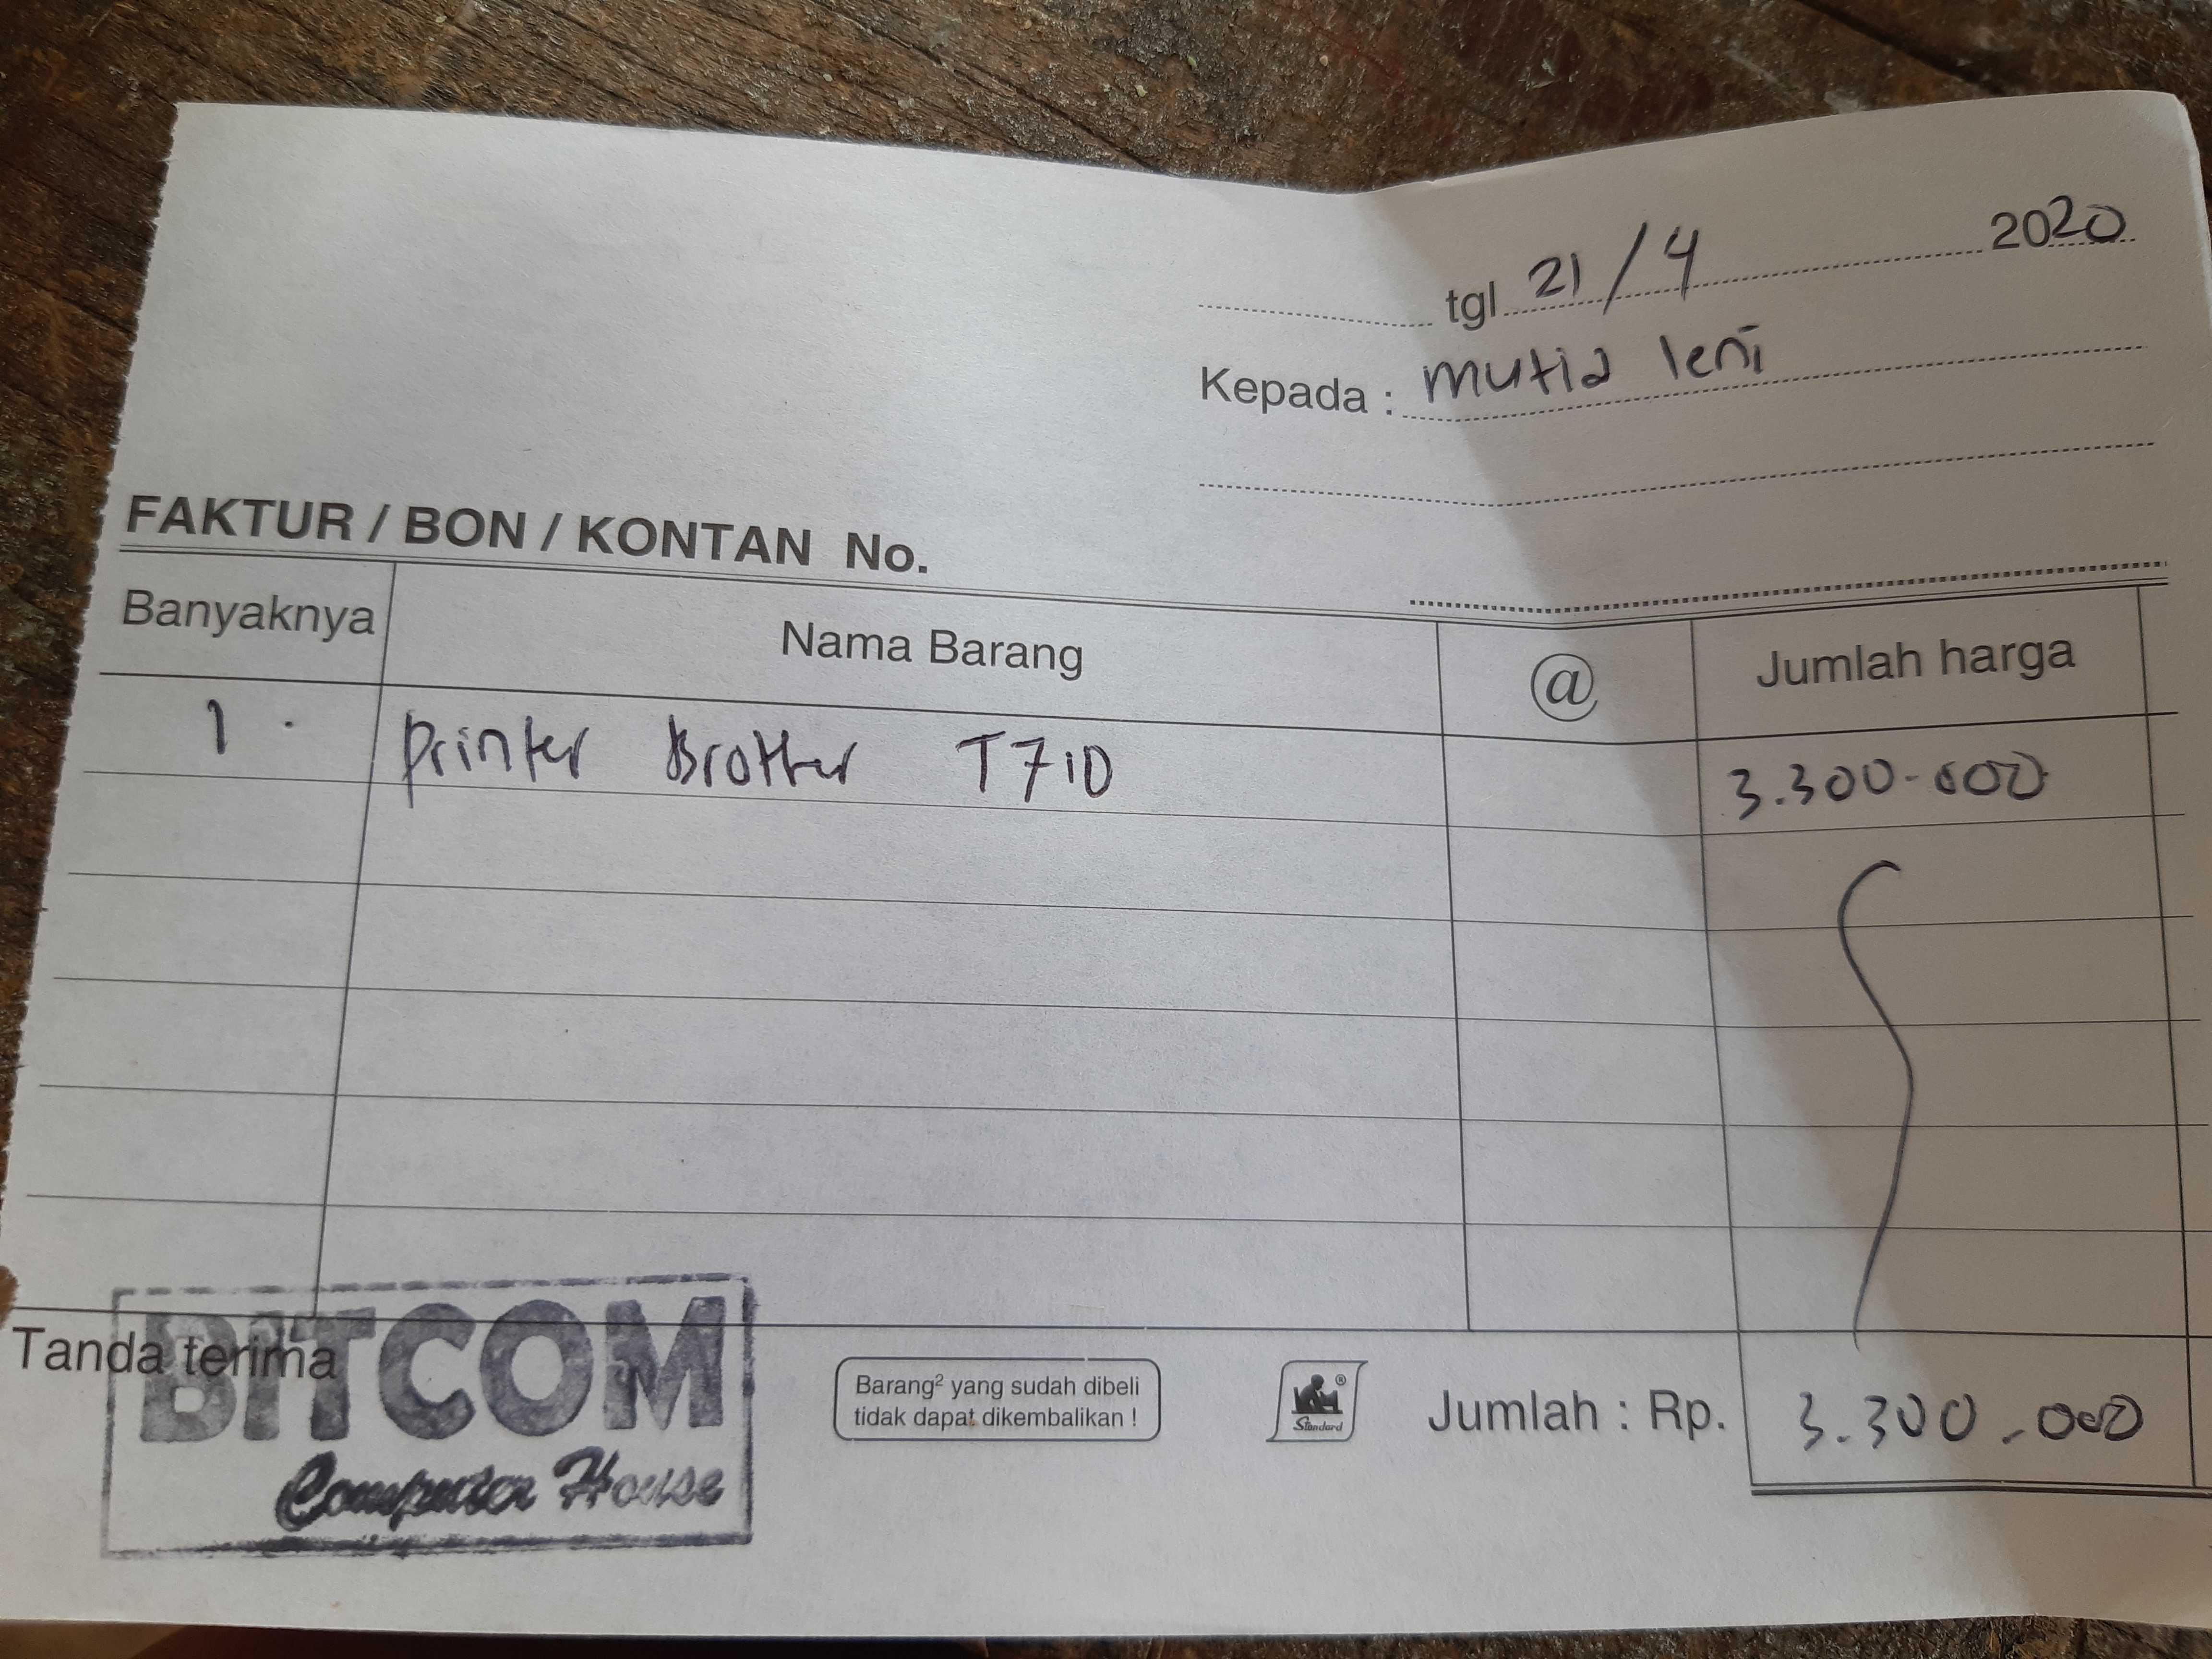 tgl 21/4 2020
Kepada : mutia leni
FAKTUR / BON / KONTAN No.
Banyaknya Nama Barang @ Jumlah harga
1. printer Brother T710 3.300.000
Tanda terima
BITCOM
Computer House
Barang² yang sudah dibeli
tidak dapat dikembalikan !
® Standard
Jumlah : Rp. 3.300.000